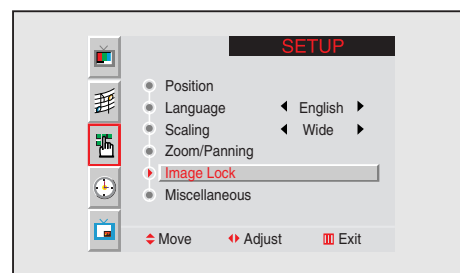 SETUP
Position
Language English
Scaling Wide
Zoom/Panning
Image Lock
Miscellaneous
Move Adjust Exit